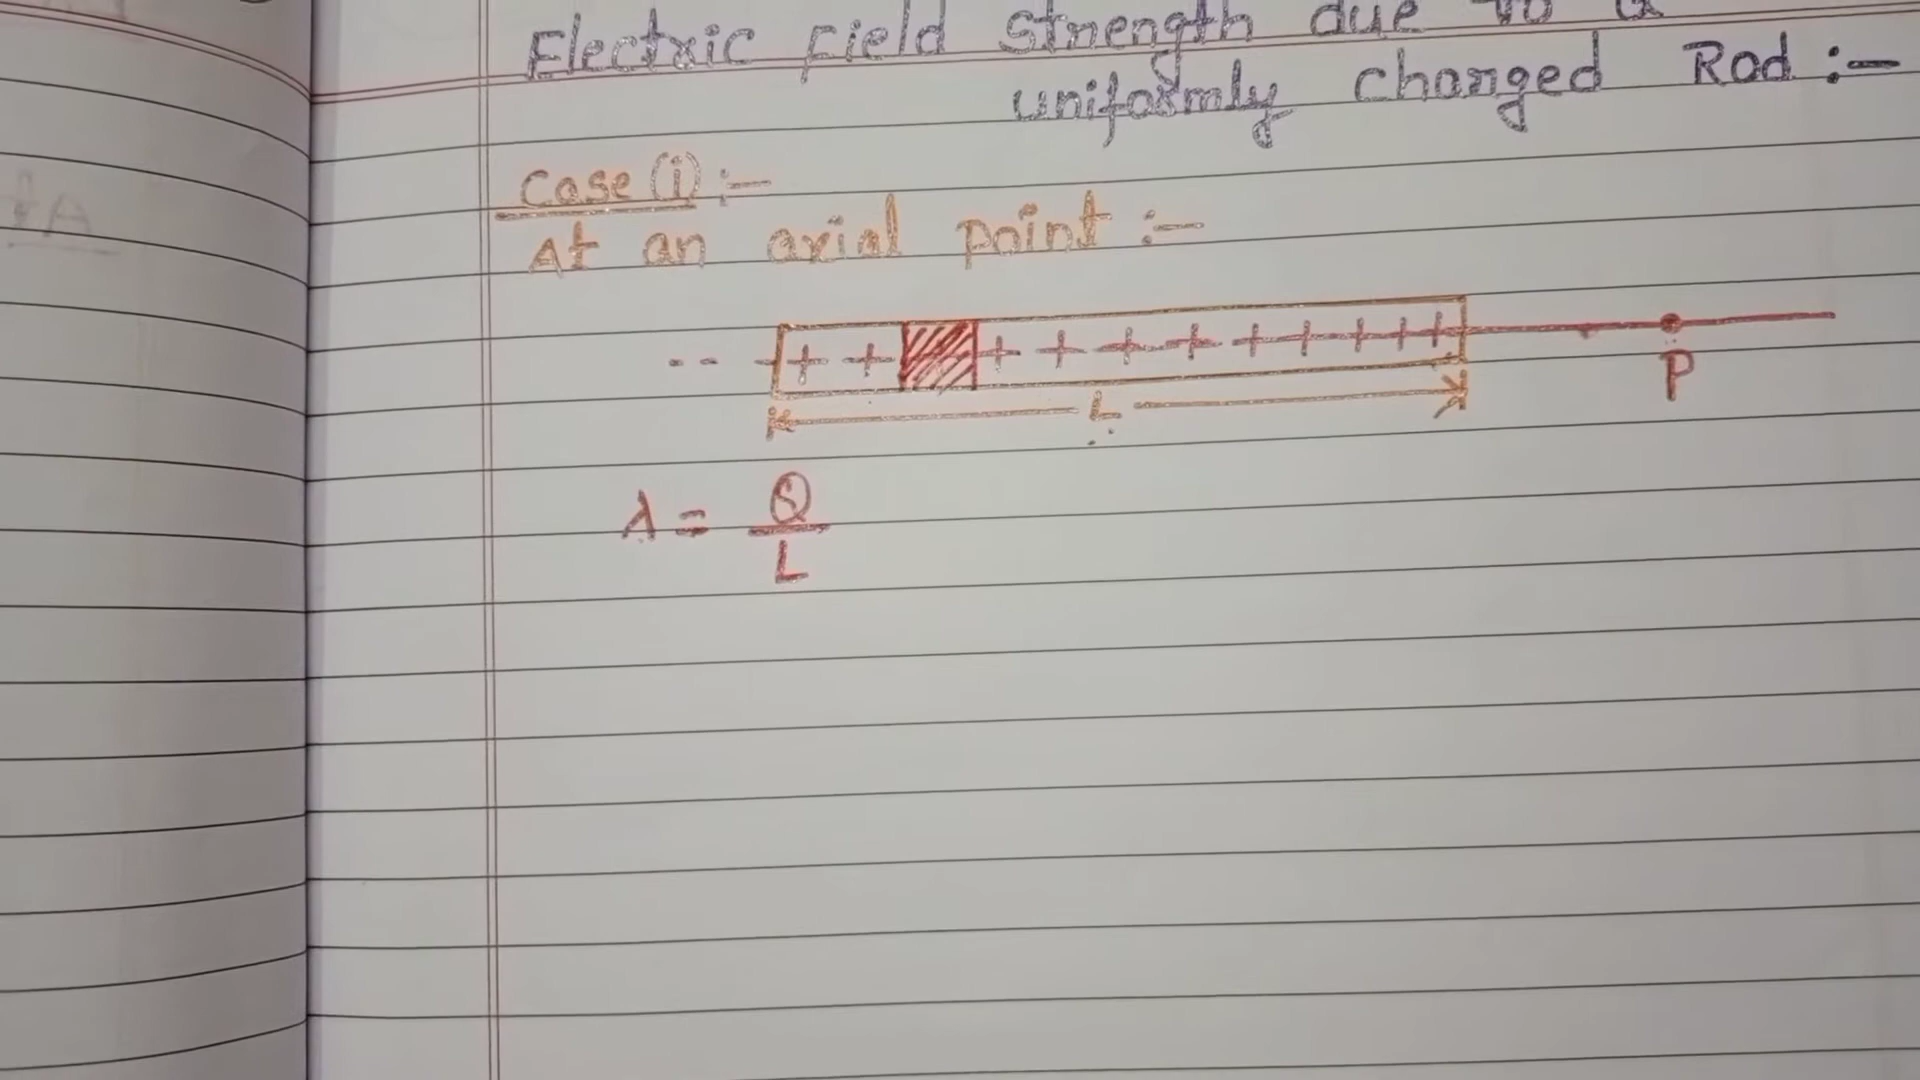 Electric Field Strength due to a
uniformly Charged Rod :-
Case (i) :-
At an axial point :-
-- + + + + + + + + + + +
P
L
λ = Q/L